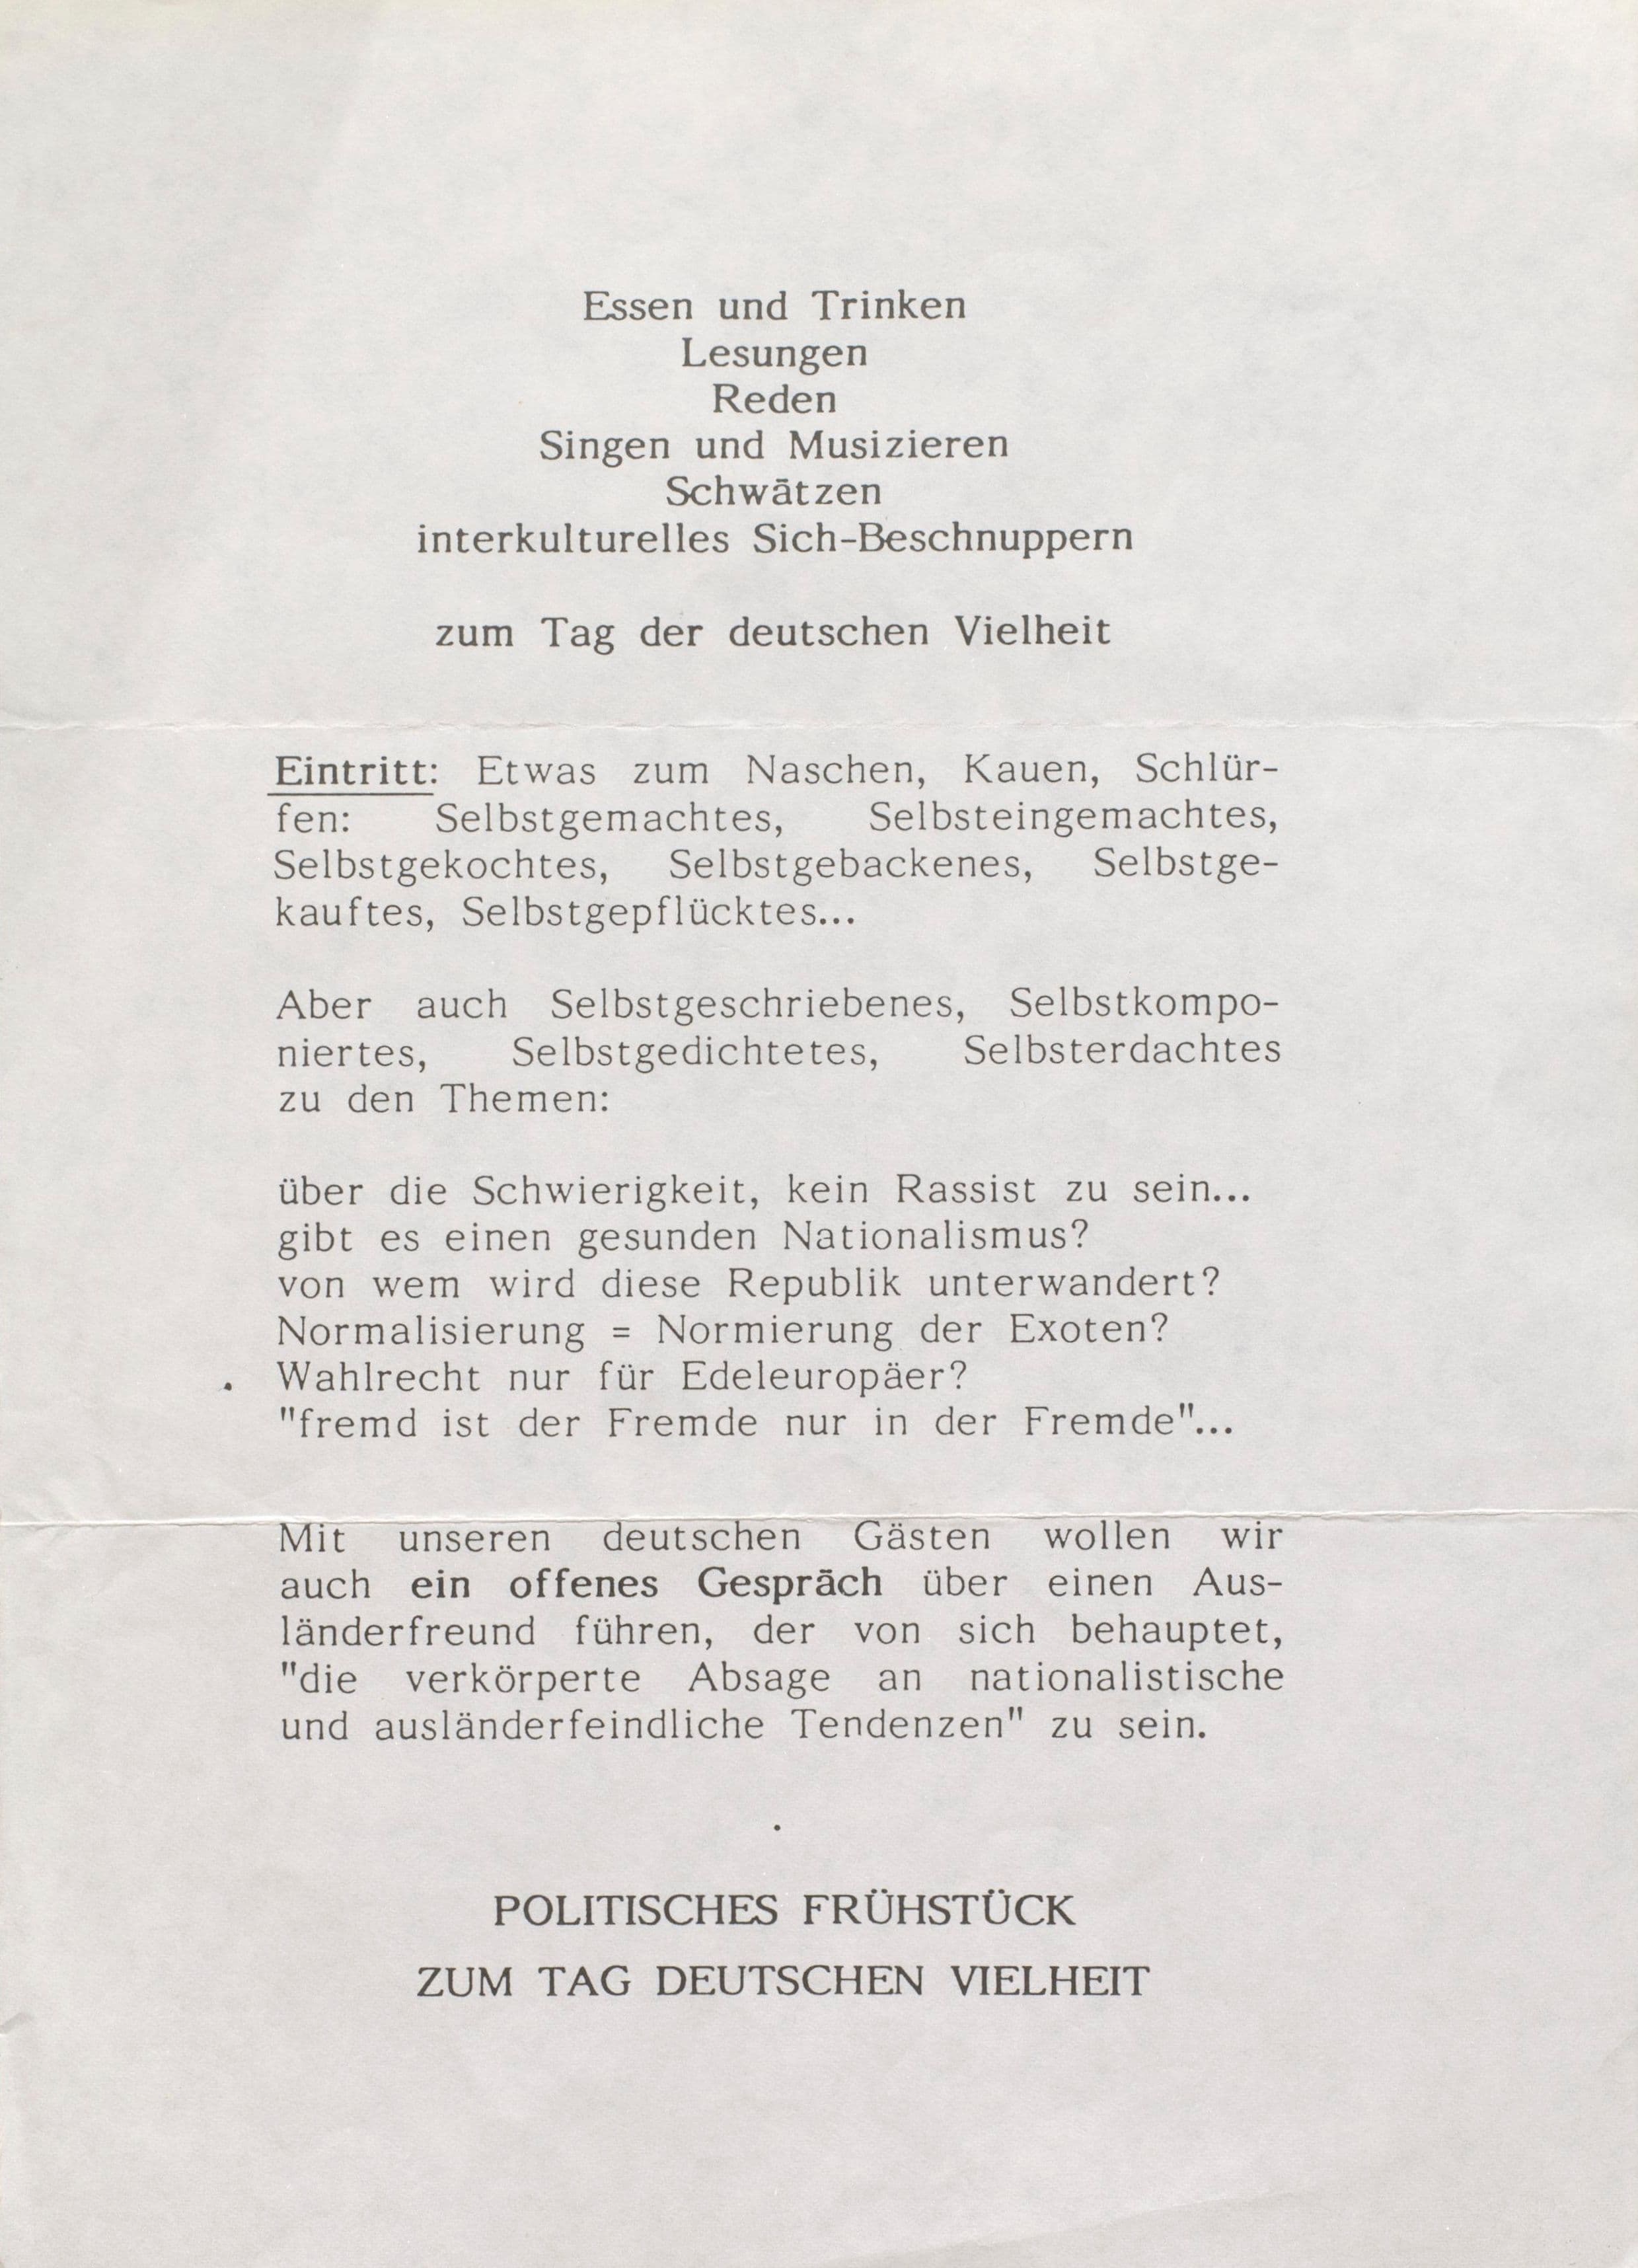 Essen und Trinken
Lesungen
Reden
Singen und Musizieren
Schwätzen
interkulturelles Sich-Beschnuppern
zum Tag der deutschen Vielheit
Eintritt: Etwas zum Naschen, Kauen, Schlür-
fen: Selbstgemachtes, Selbsteingemachtes,
Selbstgekochtes, Selbstgebackenes, Selbstge-
kauftes, Selbstgepflücktes...
Aber auch Selbstgeschriebenes, Selbstkompo-
niertes, Selbstgedichtetes, Selbsterdachtes
zu den Themen:
über die Schwierigkeit, kein Rassist zu sein...
gibt es einen gesunden Nationalismus?
von wem wird diese Republik unterwandert?
Normalisierung = Normierung der Exoten?
Wahlrecht nur für Edeleuropäer?
"fremd ist der Fremde nur in der Fremde"...
Mit unseren deutschen Gästen wollen wir
auch ein offenes Gespräch über einen Aus-
länderfreund führen, der von sich behauptet,
"die verkörperte Absage an nationalistische
und ausländerfeindliche Tendenzen" zu sein.
POLITISCHES FRÜHSTÜCK
ZUM TAG DEUTSCHEN VIELHEIT